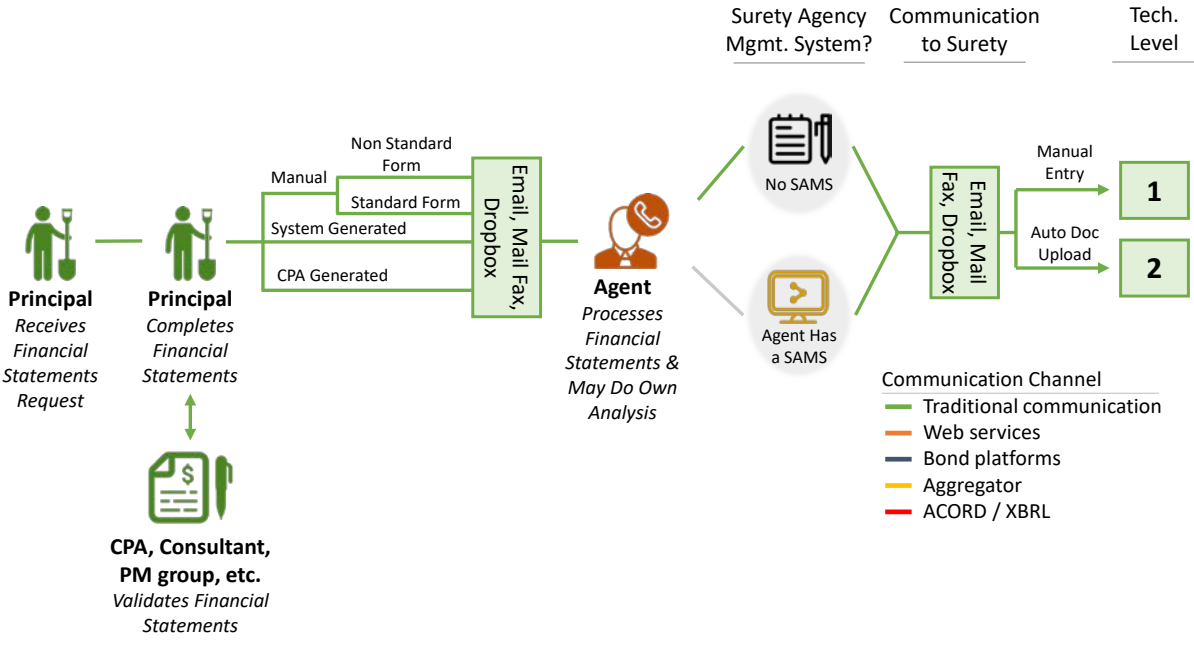 Surety Agency
Mgmt. System?
Communication
to Surety
Tech.
Level
Non Standard
Form
Manual
Standard Form
System Generated
CPA Generated
Email, Mail Fax,
Dropbox
No SAMS
Agent Has
a SAMS
Email, Mail
Fax, Dropbox
Manual
Entry
Auto Doc
Upload
1
2
Principal
Receives
Financial
Statements
Request
Principal
Completes
Financial
Statements
Agent
Processes
Financial
Statements &
May Do Own
Analysis
CPA, Consultant,
PM group, etc.
Validates Financial
Statements
Communication Channel
Traditional communication
Web services
Bond platforms
Aggregator
ACORD / XBRL